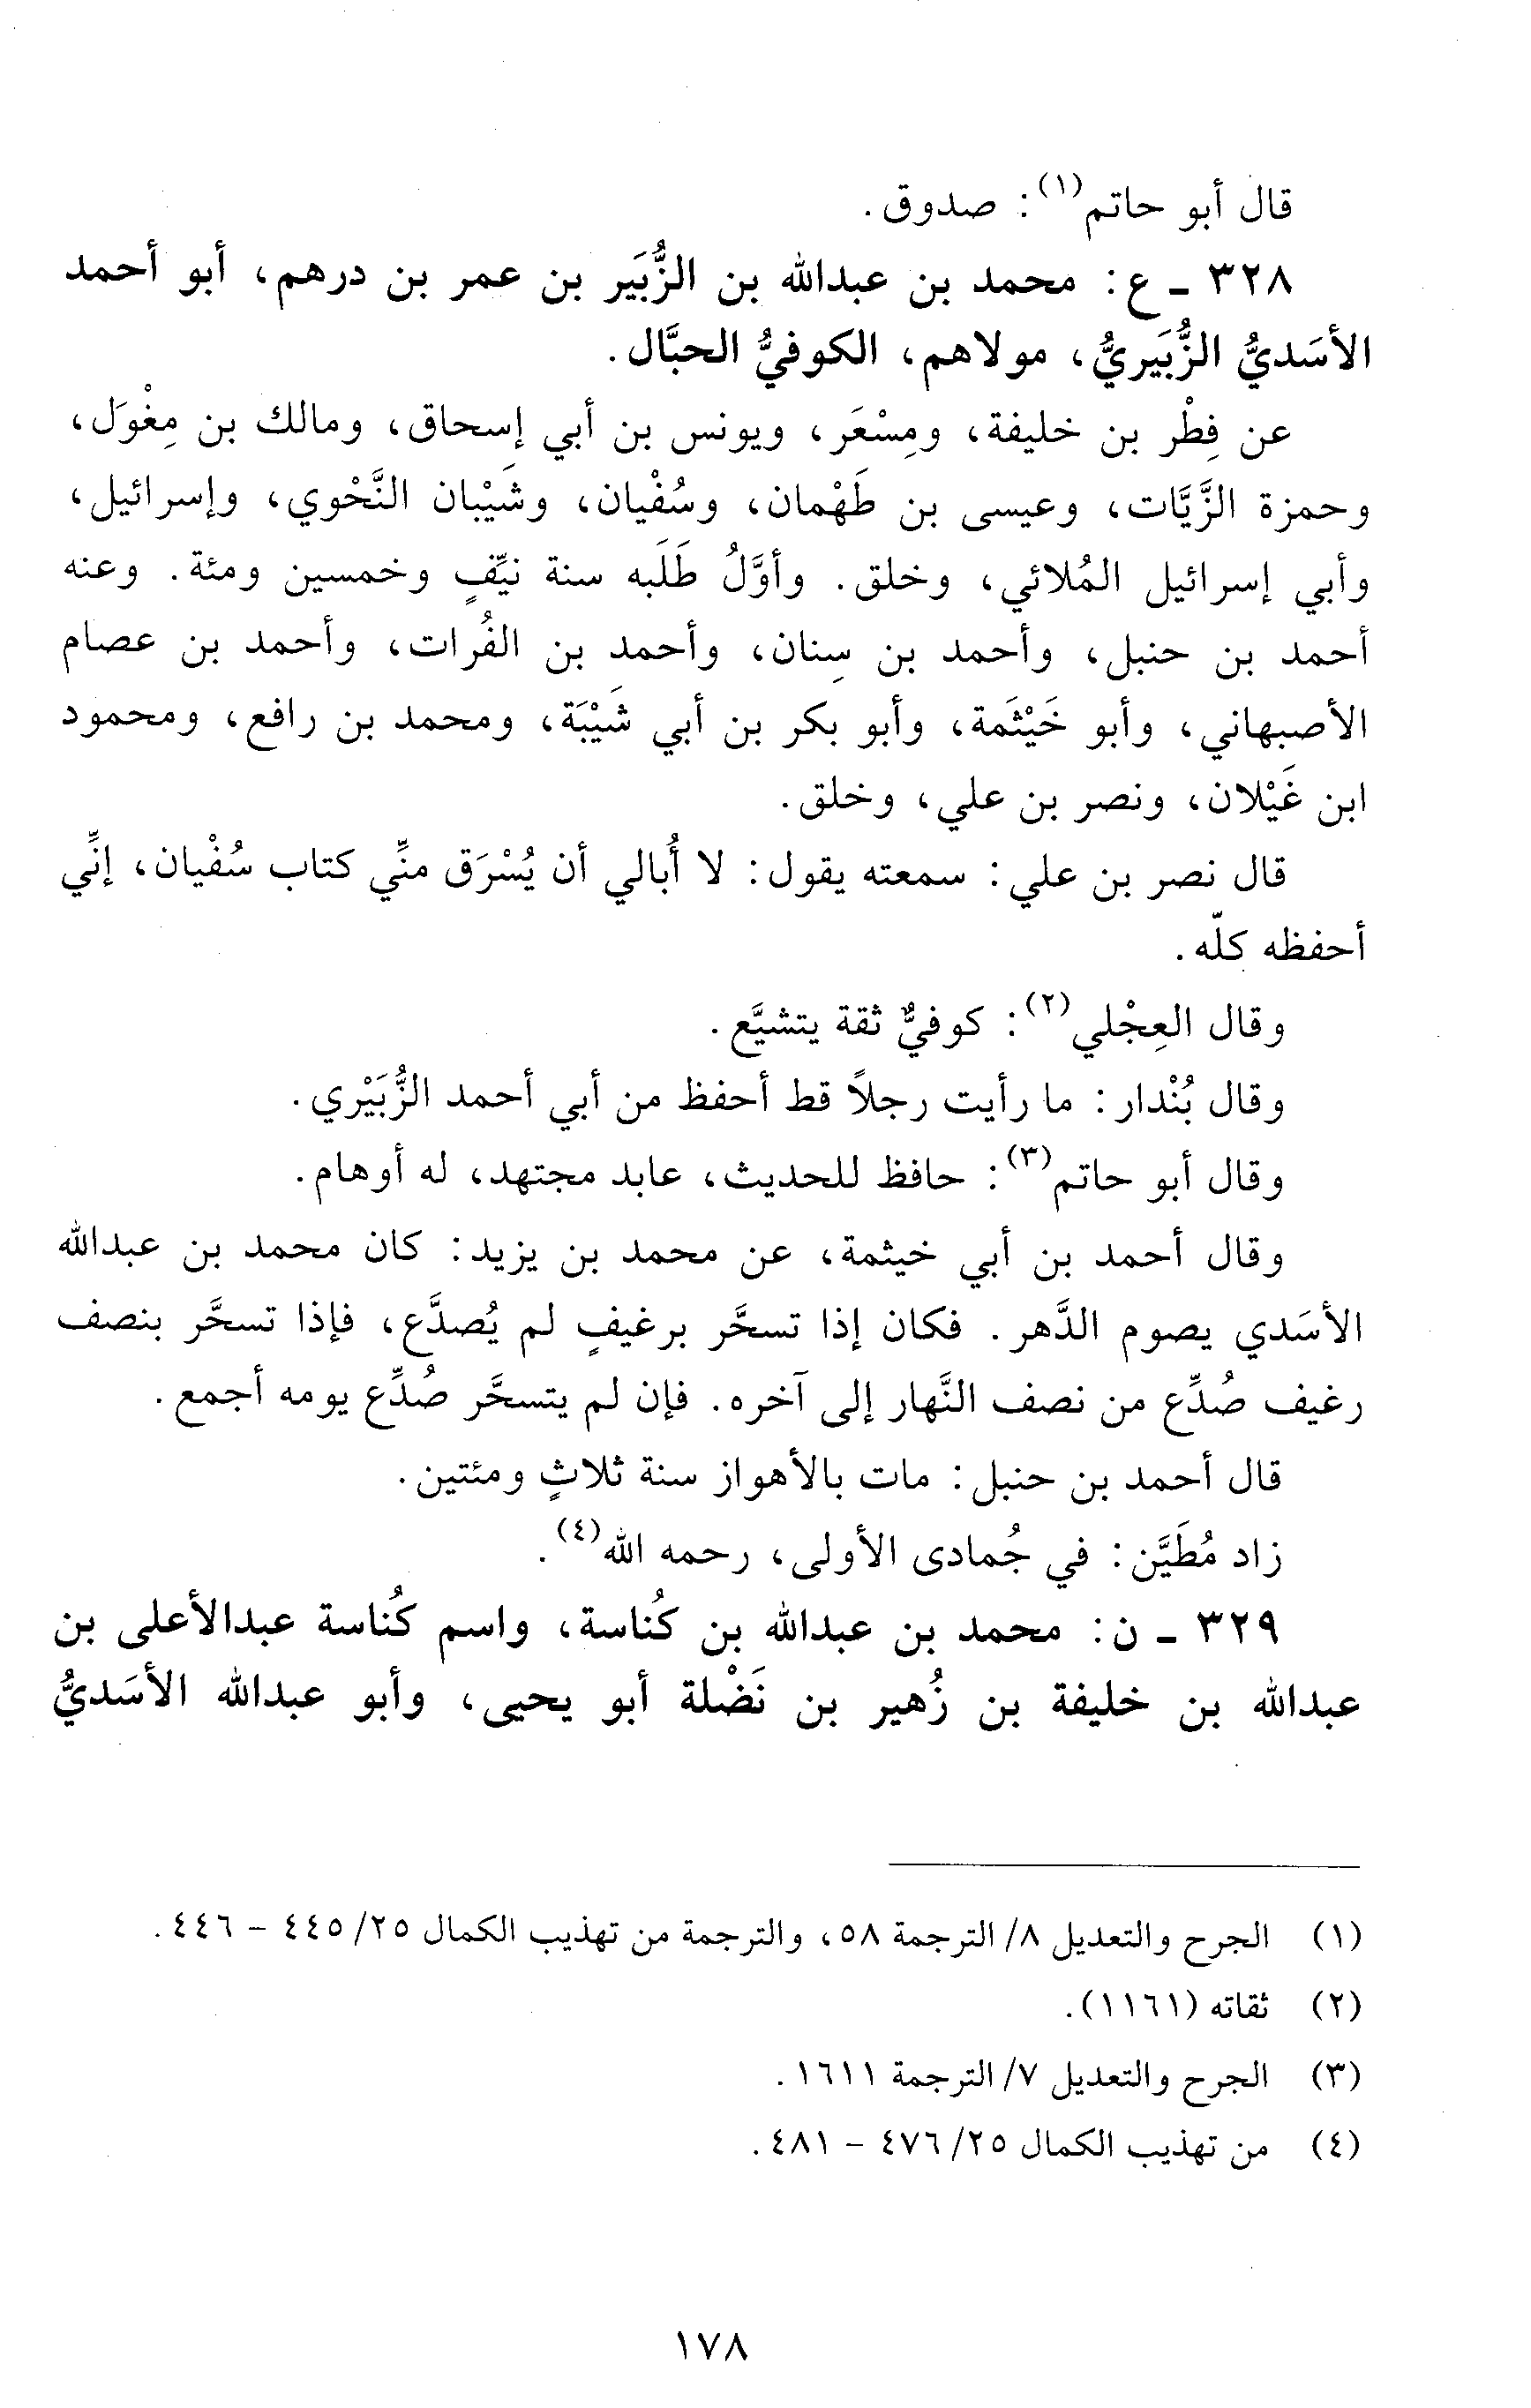 قال أبو حاتم(١): صدوق.
٣٢٨ - ع: محمد بن عبدالله بن الزُّبَير بن عمر بن درهم، أبو أحمد
الأسَديُّ الزُّبَيريُّ، مولاهم، الكوفيُّ الحبَّال.
عن فِطْر بن خليفة، ومِسْعَر، ويونس بن أبي إسحاق، ومالك بن مِغْوَل،
وحمزة الزَّيَّات، وعيسى بن طَهْمان، وسُفْيان، وشَيْبان النَّحْوي، وإسرائيل،
وأبي إسرائيل المُلائي، وخلق. وأوَّلُ طَلَبه سنة نيِّفٍ وخمسين ومئة. وعنه
أحمد بن حنبل، وأحمد بن سِنان، وأحمد بن الفُرات، وأحمد بن عصام
الأصبهاني، وأبو خَيْثَمة، وأبو بكر بن أبي شَيْبَة، ومحمد بن رافع، ومحمود
ابن غَيْلان، ونصر بن علي، وخلق.
قال نصر بن علي: سمعته يقول: لا أُبالي أن يُسْرَق منِّي كتاب سُفْيان، إنِّي
أحفظه كلّه.
وقال العِجْلي(٢): كوفيٌّ ثقة يتشيَّع.
وقال بُنْدار: ما رأيت رجلاً قط أحفظ من أبي أحمد الزُّبَيْري.
وقال أبو حاتم(٣): حافظ للحديث، عابد مجتهد، له أوهام.
وقال أحمد بن أبي خيثمة، عن محمد بن يزيد: كان محمد بن عبدالله
الأسَدي يصوم الدَّهر. فكان إذا تسحَّر برغيفٍ لم يُصدَّع، فإذا تسحَّر بنصف
رغيف صُدِّع من نصف النَّهار إلى آخره. فإن لم يتسحَّر صُدِّع يومه أجمع.
قال أحمد بن حنبل: مات بالأهواز سنة ثلاثٍ ومئتين.
زاد مُطَيَّن: في جُمادى الأولى، رحمه الله(٤).
٣٢٩ - ن: محمد بن عبدالله بن كُناسة، واسم كُناسة عبدالأعلى بن
عبدالله بن خليفة بن زُهير بن نَضْلة أبو يحيى، وأبو عبدالله الأسَديُّ
(١) الجرح والتعديل ٨/ الترجمة ٥٨، والترجمة من تهذيب الكمال ٢٥/ ٤٤٥ - ٤٤٦.
(٢) ثقاته (١١٦١).
(٣) الجرح والتعديل ٧/ الترجمة ١٦١١.
(٤) من تهذيب الكمال ٢٥/ ٤٧٦ - ٤٨١.
١٧٨